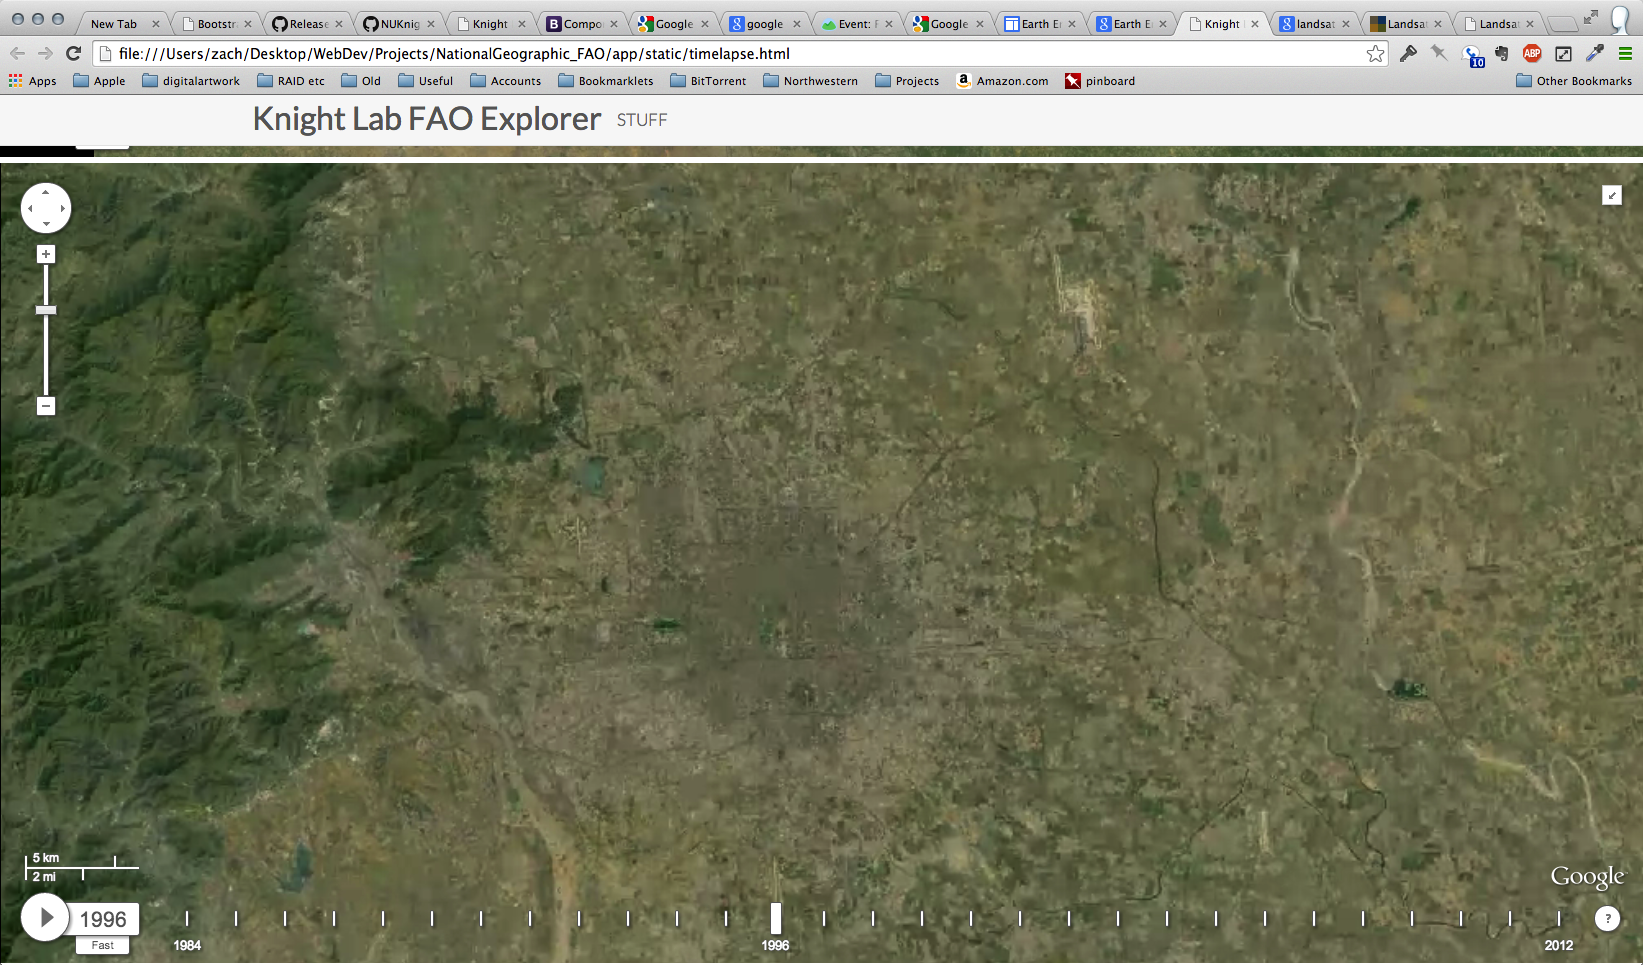 New Tab
Bootstr
Release
NUKnig
Knight
B Compo
Google
google
Event: F
Google
Earth E
Earth E
Knight
landsat
Landsat
Landsat
file:///Users/zach/Desktop/WebDev/Projects/NationalGeographic_FAO/app/static/timelapse.html
10
ABP
Apps Apple digitalartwork RAID etc Old Useful Accounts Bookmarklets BitTorrent Northwestern Projects Amazon.com pinboard Other Bookmarks
Knight Lab FAO Explorer STUFF
+
−
5 km
2 mi
Google
1996
Fast
1984
1996
2012
?